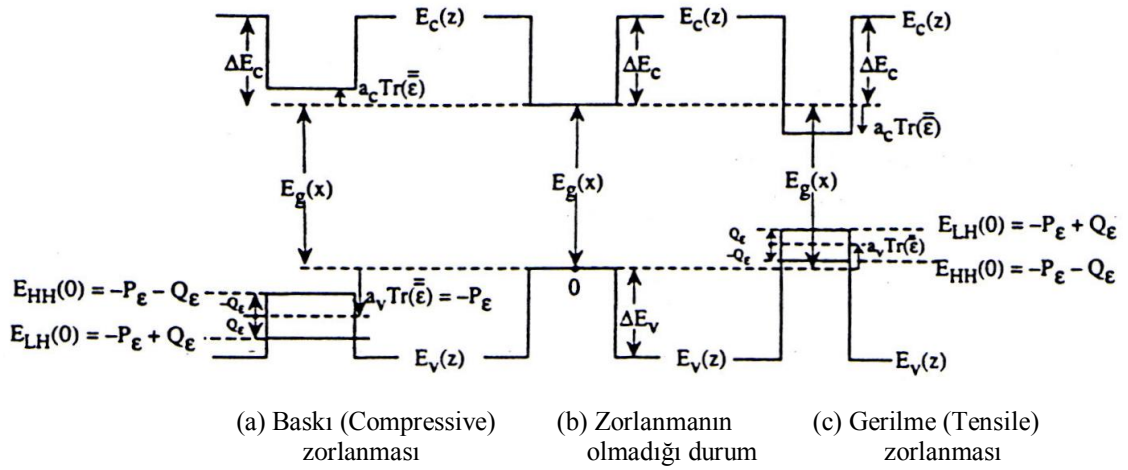 E_c(z) E_c(z) E_c(z)
ΔE_c a_c Tr(ε̿) ΔE_c ΔE_c a_c Tr(ε̿)
E_g(x) E_g(x) E_g(x)
Q_ε E_LH(0) = –P_ε + Q_ε
–Q_ε a_v Tr(ε̿)
0 E_HH(0) = –P_ε – Q_ε
E_HH(0) = –P_ε – Q_ε –Q_ε a_v Tr(ε̿) = –P_ε
E_LH(0) = –P_ε + Q_ε Q_ε ΔE_v
E_v(z) E_v(z) E_v(z)
(a) Baskı (Compressive) (b) Zorlanmanın (c) Gerilme (Tensile)
zorlanması olmadığı durum zorlanması